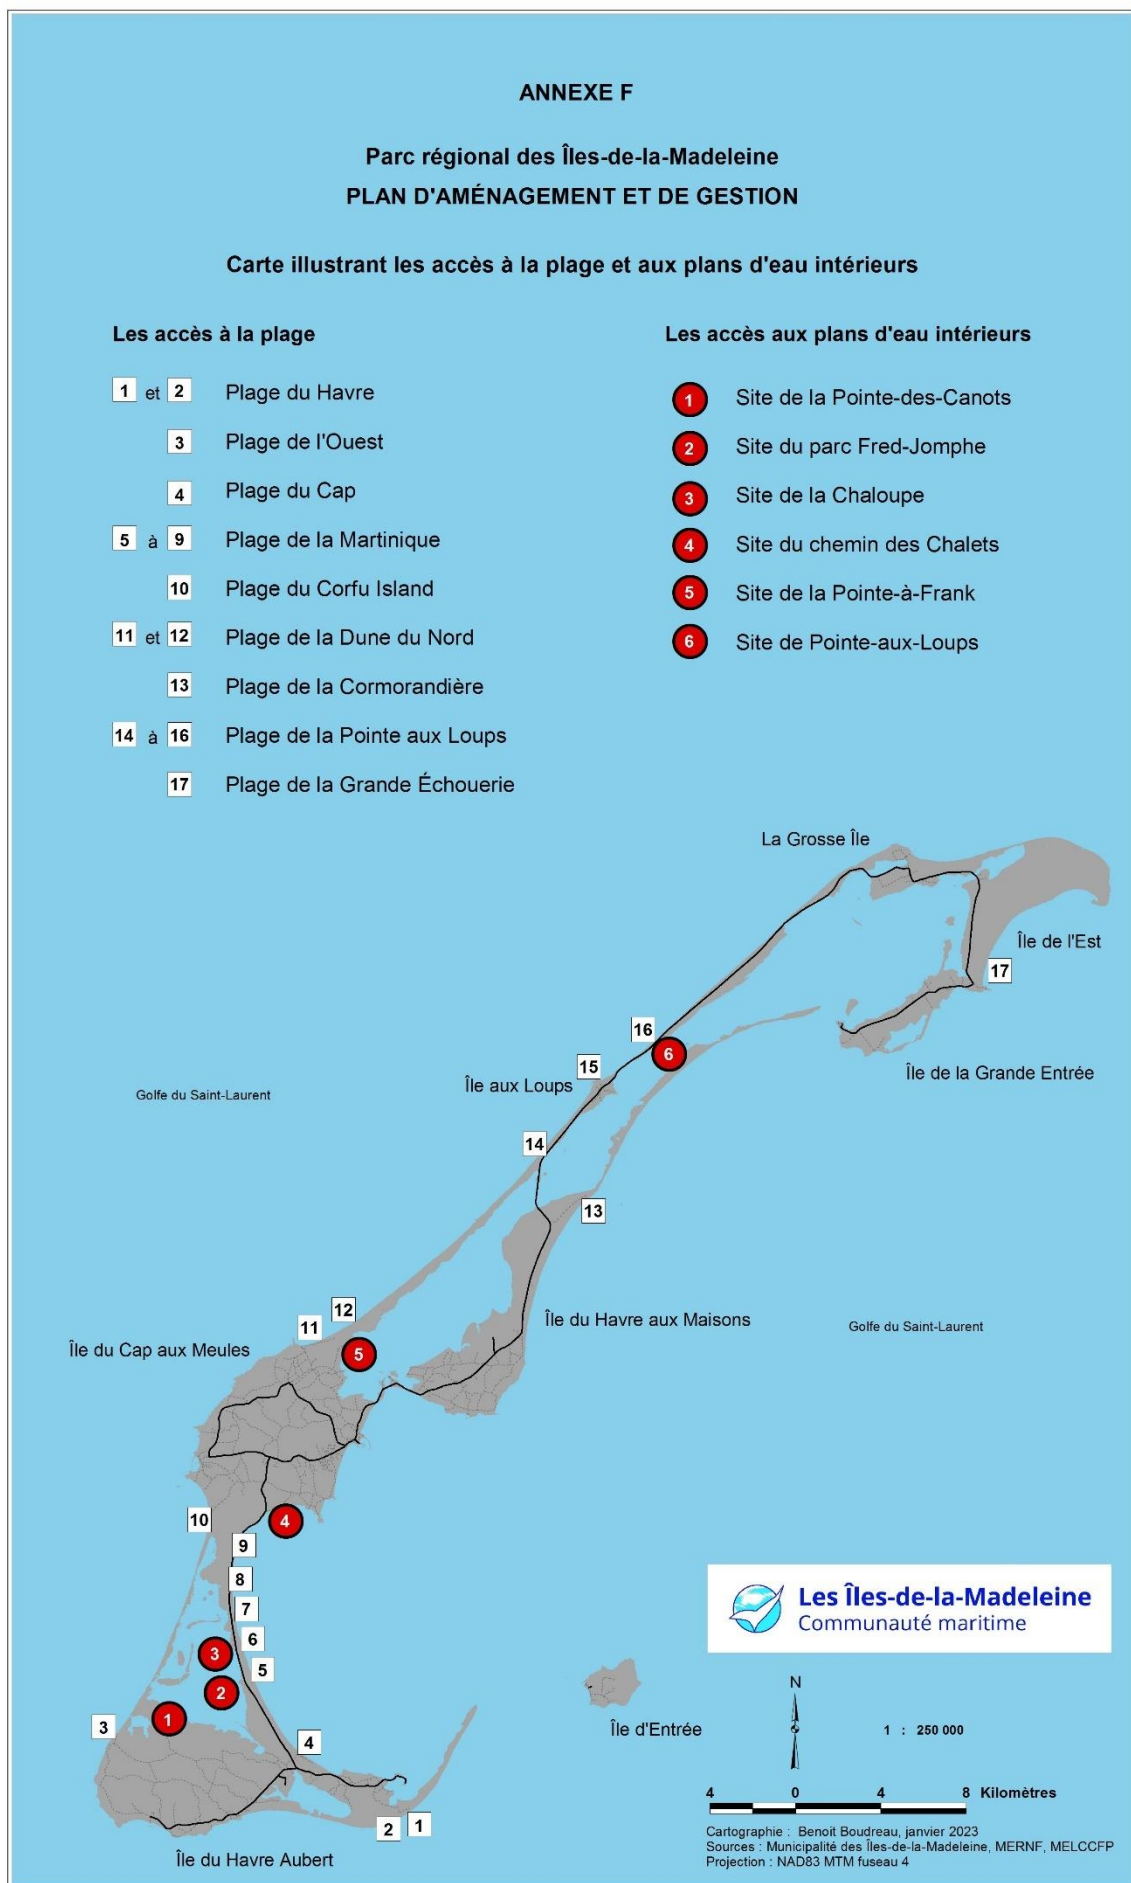 ANNEXE F
Parc régional des Îles-de-la-Madeleine
PLAN D'AMÉNAGEMENT ET DE GESTION
Carte illustrant les accès à la plage et aux plans d'eau intérieurs
Les accès à la plage
1 et 2 Plage du Havre
3 Plage de l'Ouest
4 Plage du Cap
5 à 9 Plage de la Martinique
10 Plage du Corfu Island
11 et 12 Plage de la Dune du Nord
13 Plage de la Cormorandière
14 à 16 Plage de la Pointe aux Loups
17 Plage de la Grande Échouerie
Les accès aux plans d'eau intérieurs
1 Site de la Pointe-des-Canots
2 Site du parc Fred-Jomphe
3 Site de la Chaloupe
4 Site du chemin des Chalets
5 Site de la Pointe-à-Frank
6 Site de Pointe-aux-Loups
La Grosse Île
Île de l'Est
17
16
6
15
Île aux Loups
Île de la Grande Entrée
Golfe du Saint-Laurent
14
13
12
11
Île du Havre aux Maisons
Golfe du Saint-Laurent
Île du Cap aux Meules
5
10
4
9
8
7
6
3
5
2
1
3
4
2
1
Île du Havre Aubert
Île d'Entrée
Les Îles-de-la-Madeleine
Communauté maritime
N
1 : 250 000
4 0 4 8 Kilomètres
Cartographie : Benoit Boudreau, janvier 2023
Sources : Municipalité des Îles-de-la-Madeleine, MERNF, MELCCFP
Projection : NAD83 MTM fuseau 4